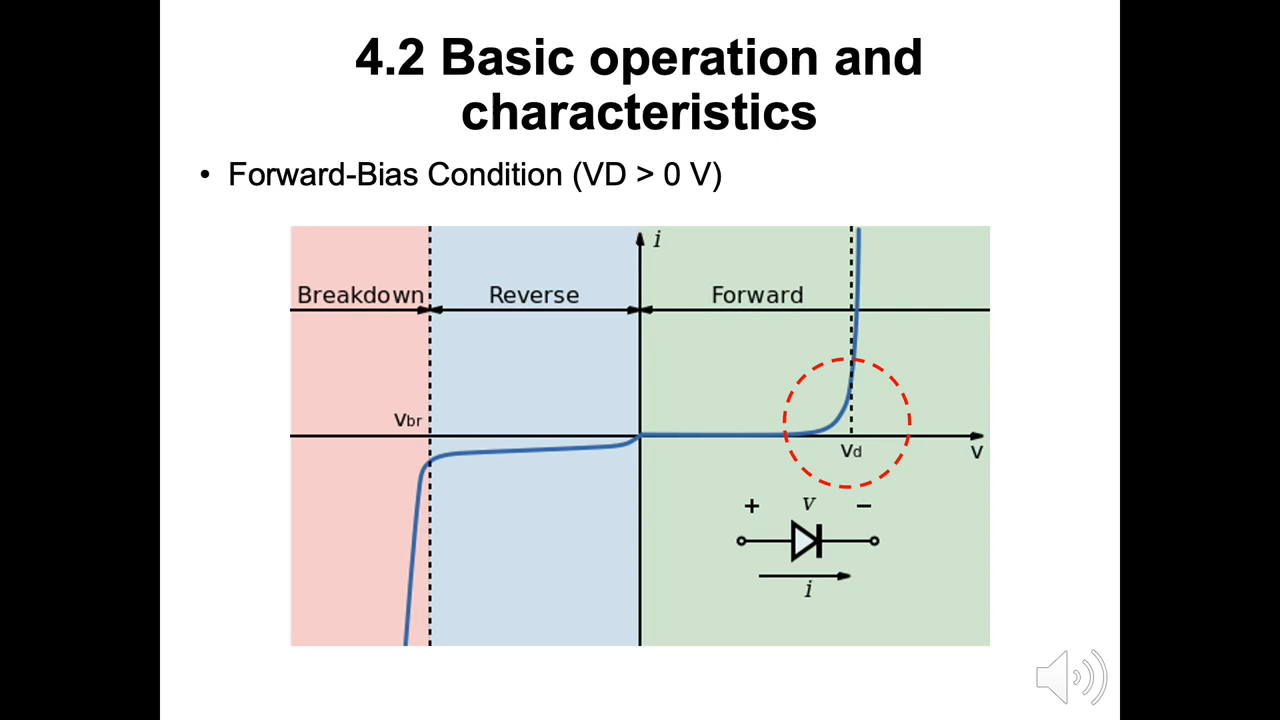 4.2 Basic operation and
characteristics
• Forward-Bias Condition (VD > 0 V)
i
Breakdown Reverse Forward
Vbr
Vd v
+ v −
i